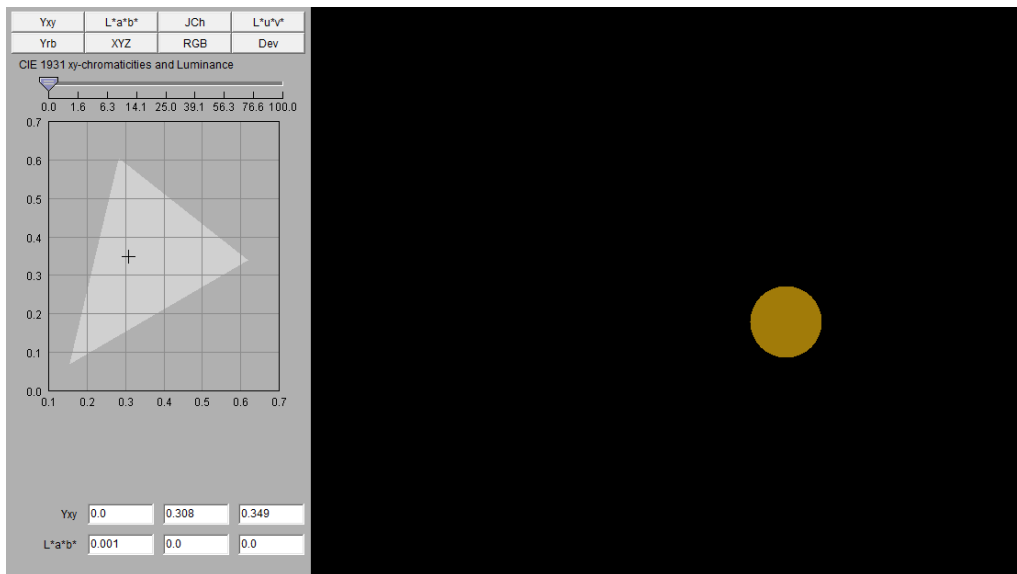 Yxy L*a*b* JCh L*u*v*
Yrb XYZ RGB Dev
CIE 1931 xy-chromaticities and Luminance
0.0 1.6 6.3 14.1 25.0 39.1 56.3 76.6 100.0
0.7
0.6
0.5
0.4
0.3
0.2
0.1
0.0
0.1 0.2 0.3 0.4 0.5 0.6 0.7
Yxy 0.0 0.308 0.349
L*a*b* 0.001 0.0 0.0